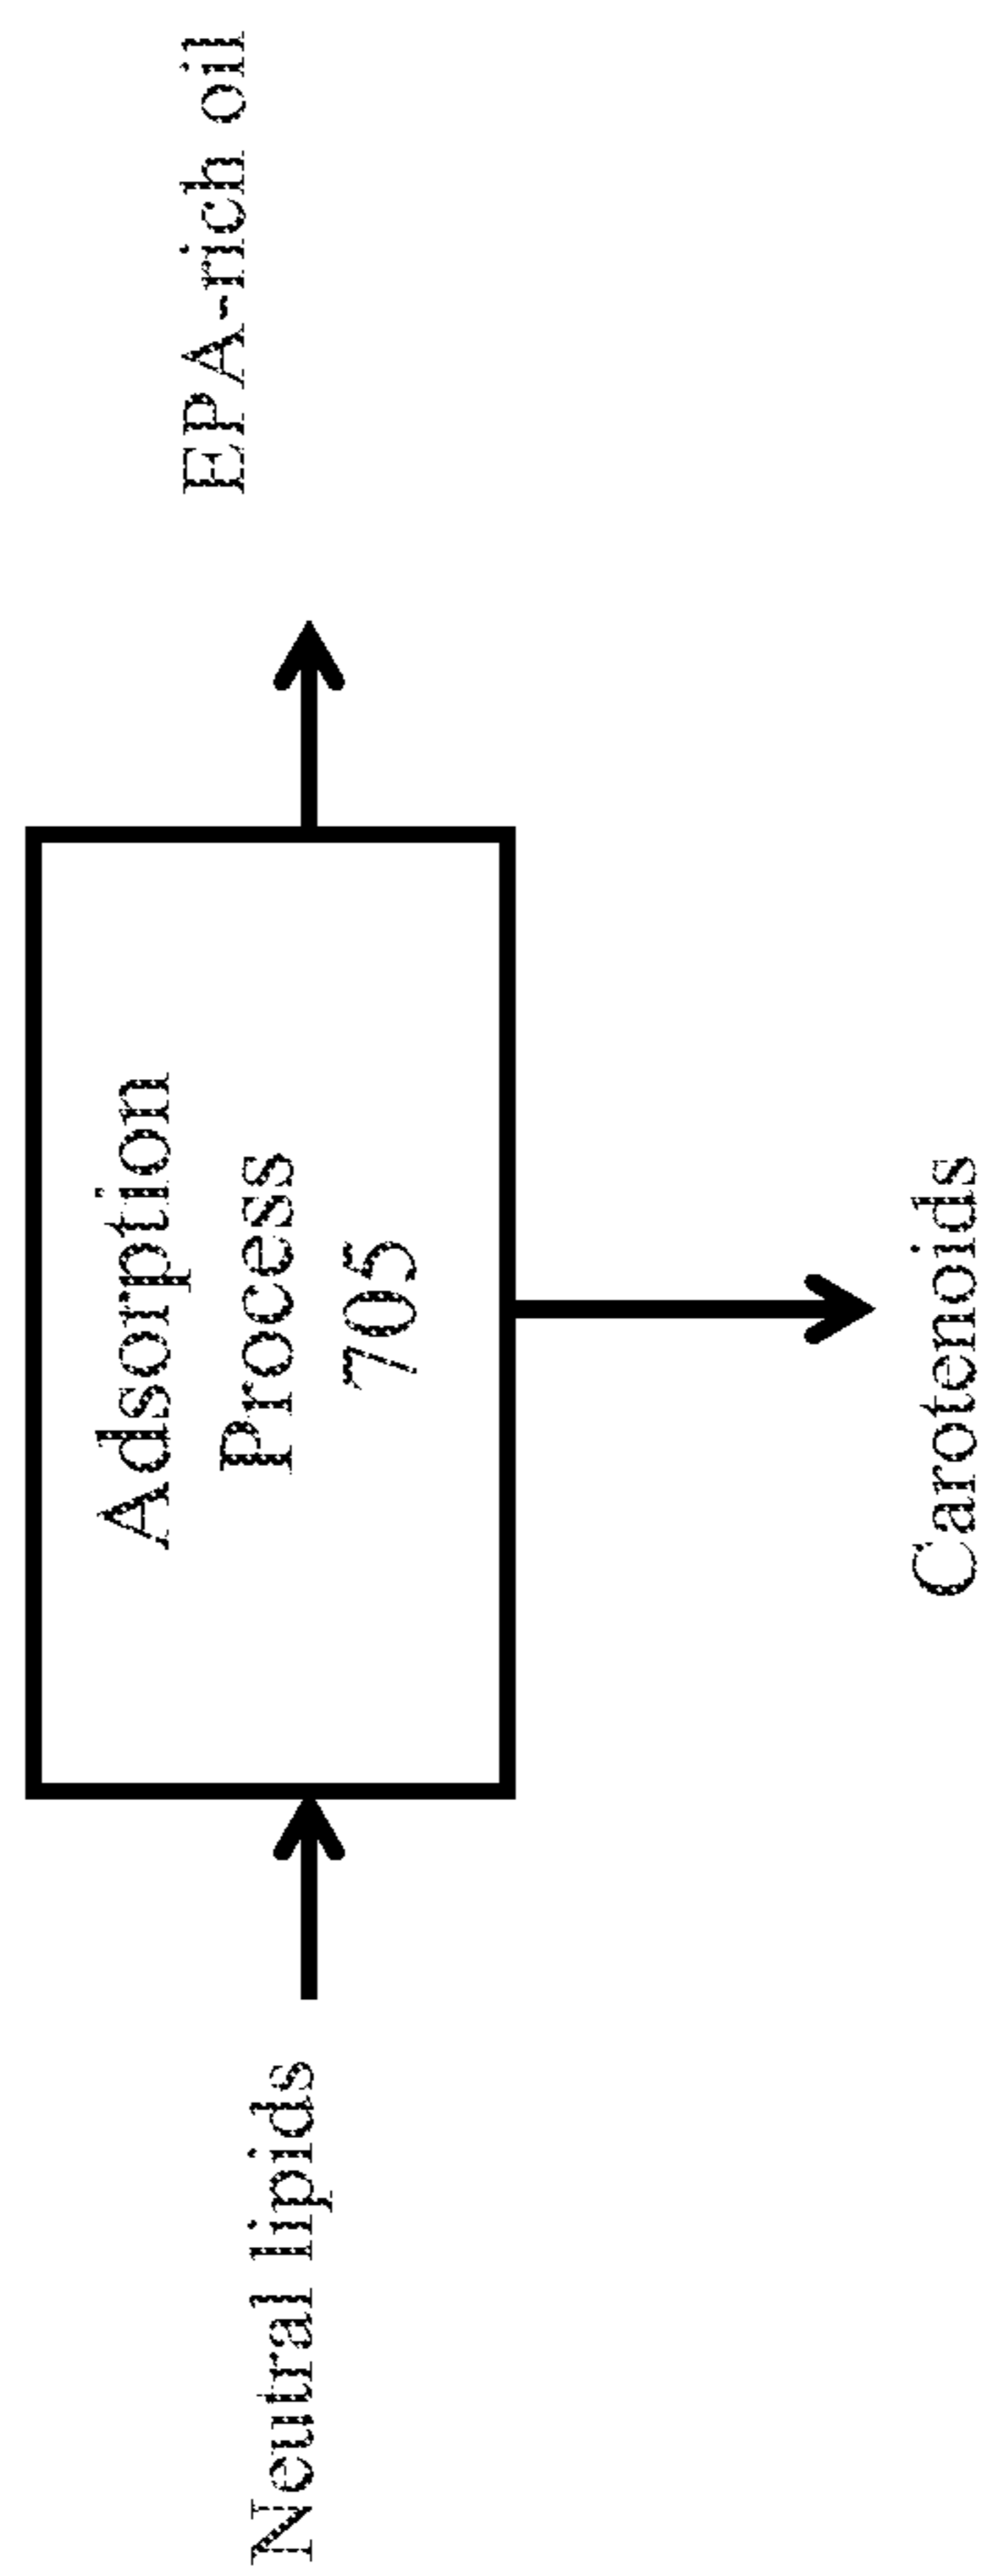 Neutral lipids
Adsorption
Process
705
EPA-rich oil
Carotenoids